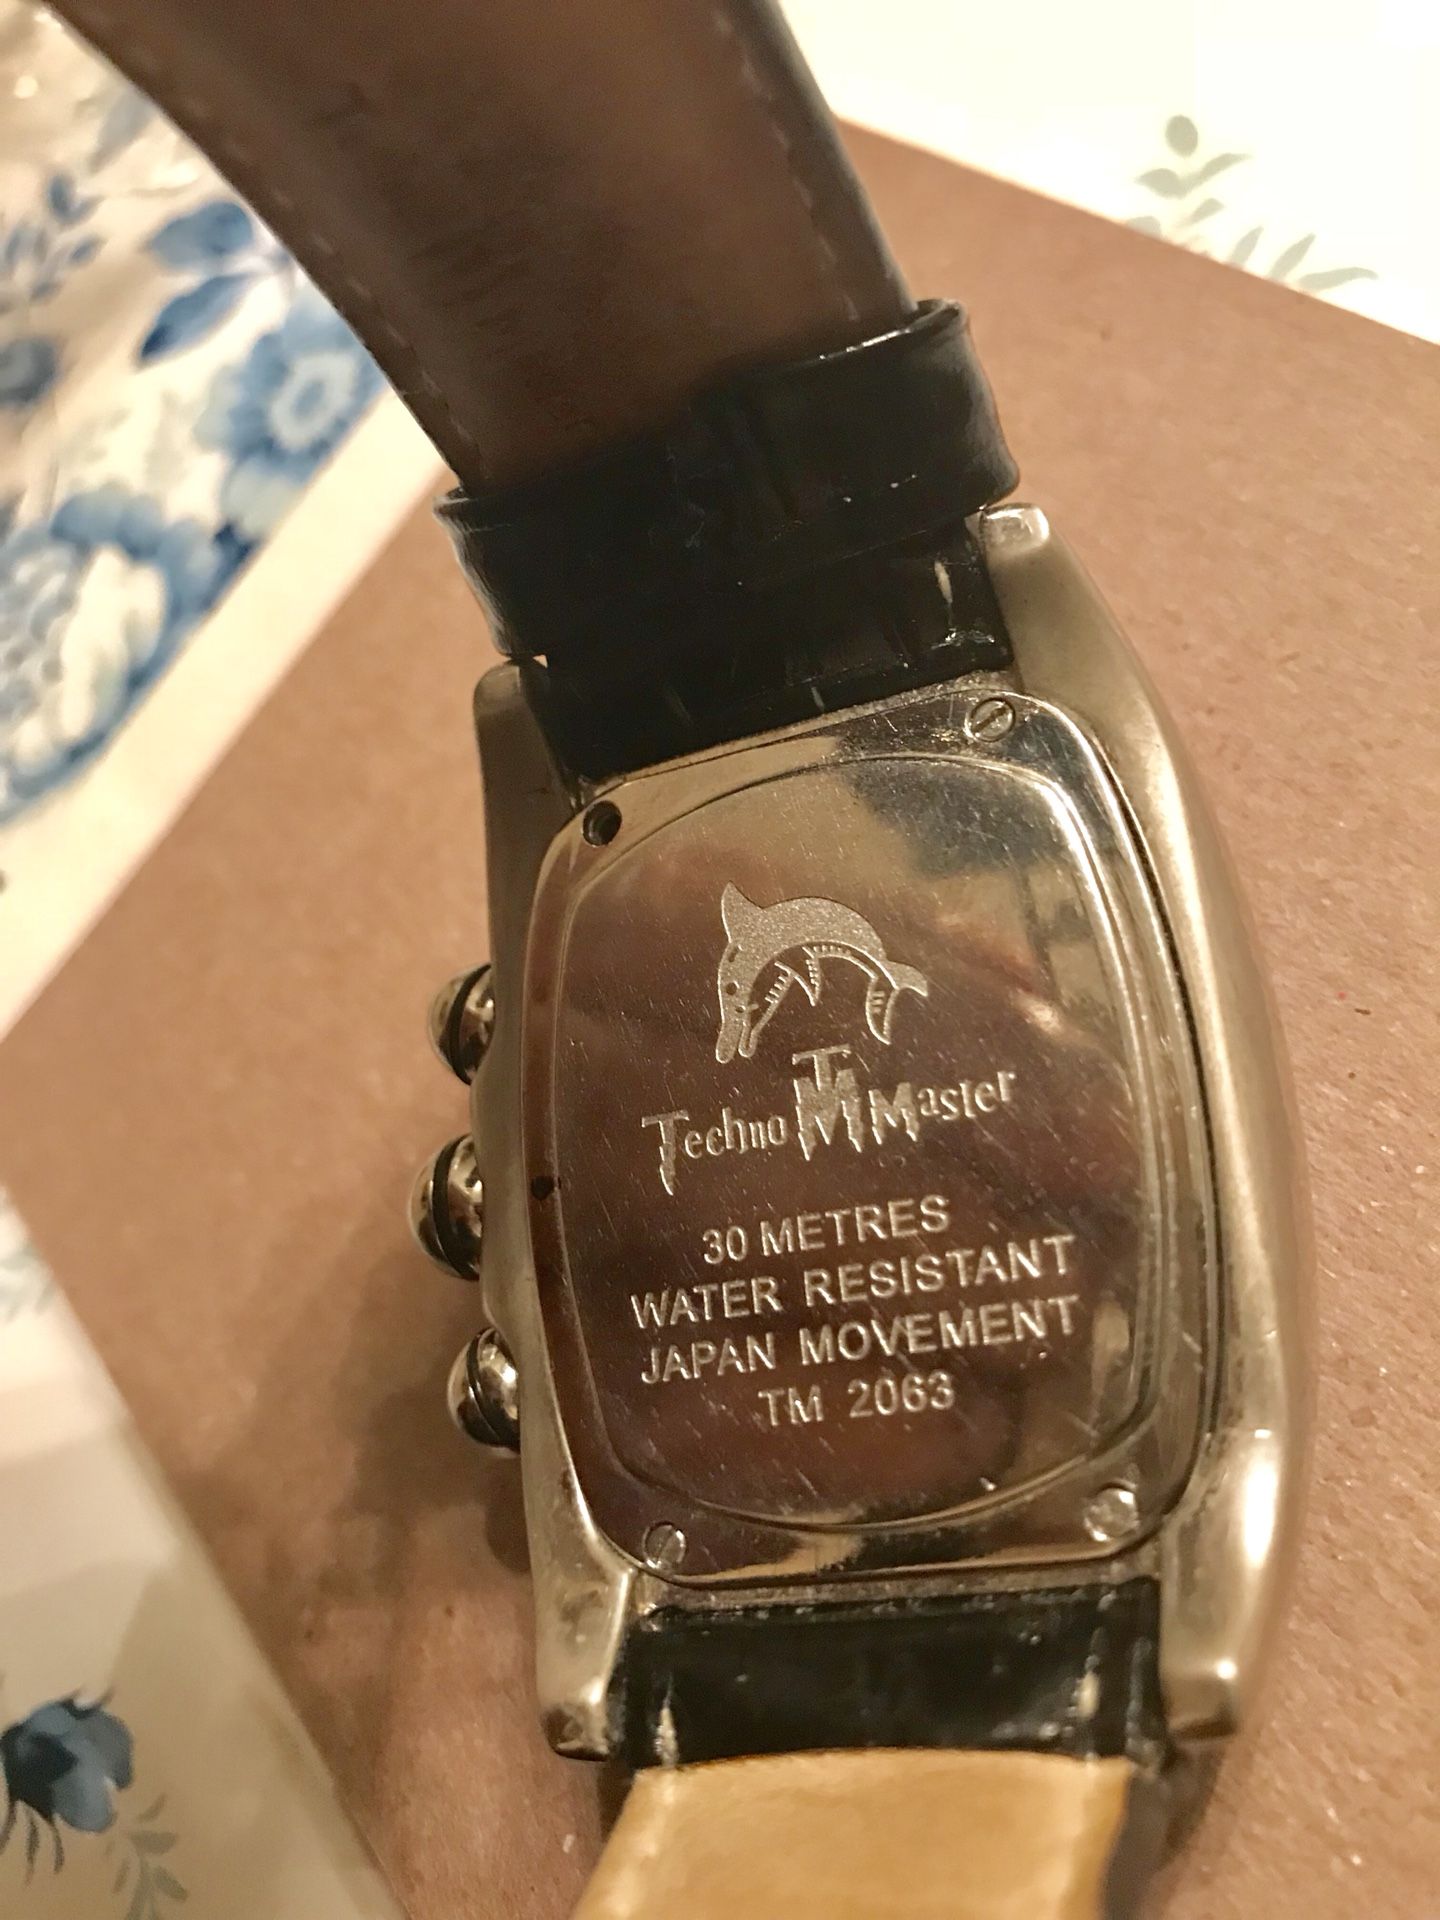 Techno TM Master
30 METRES
WATER RESISTANT
JAPAN MOVEMENT
TM 2063